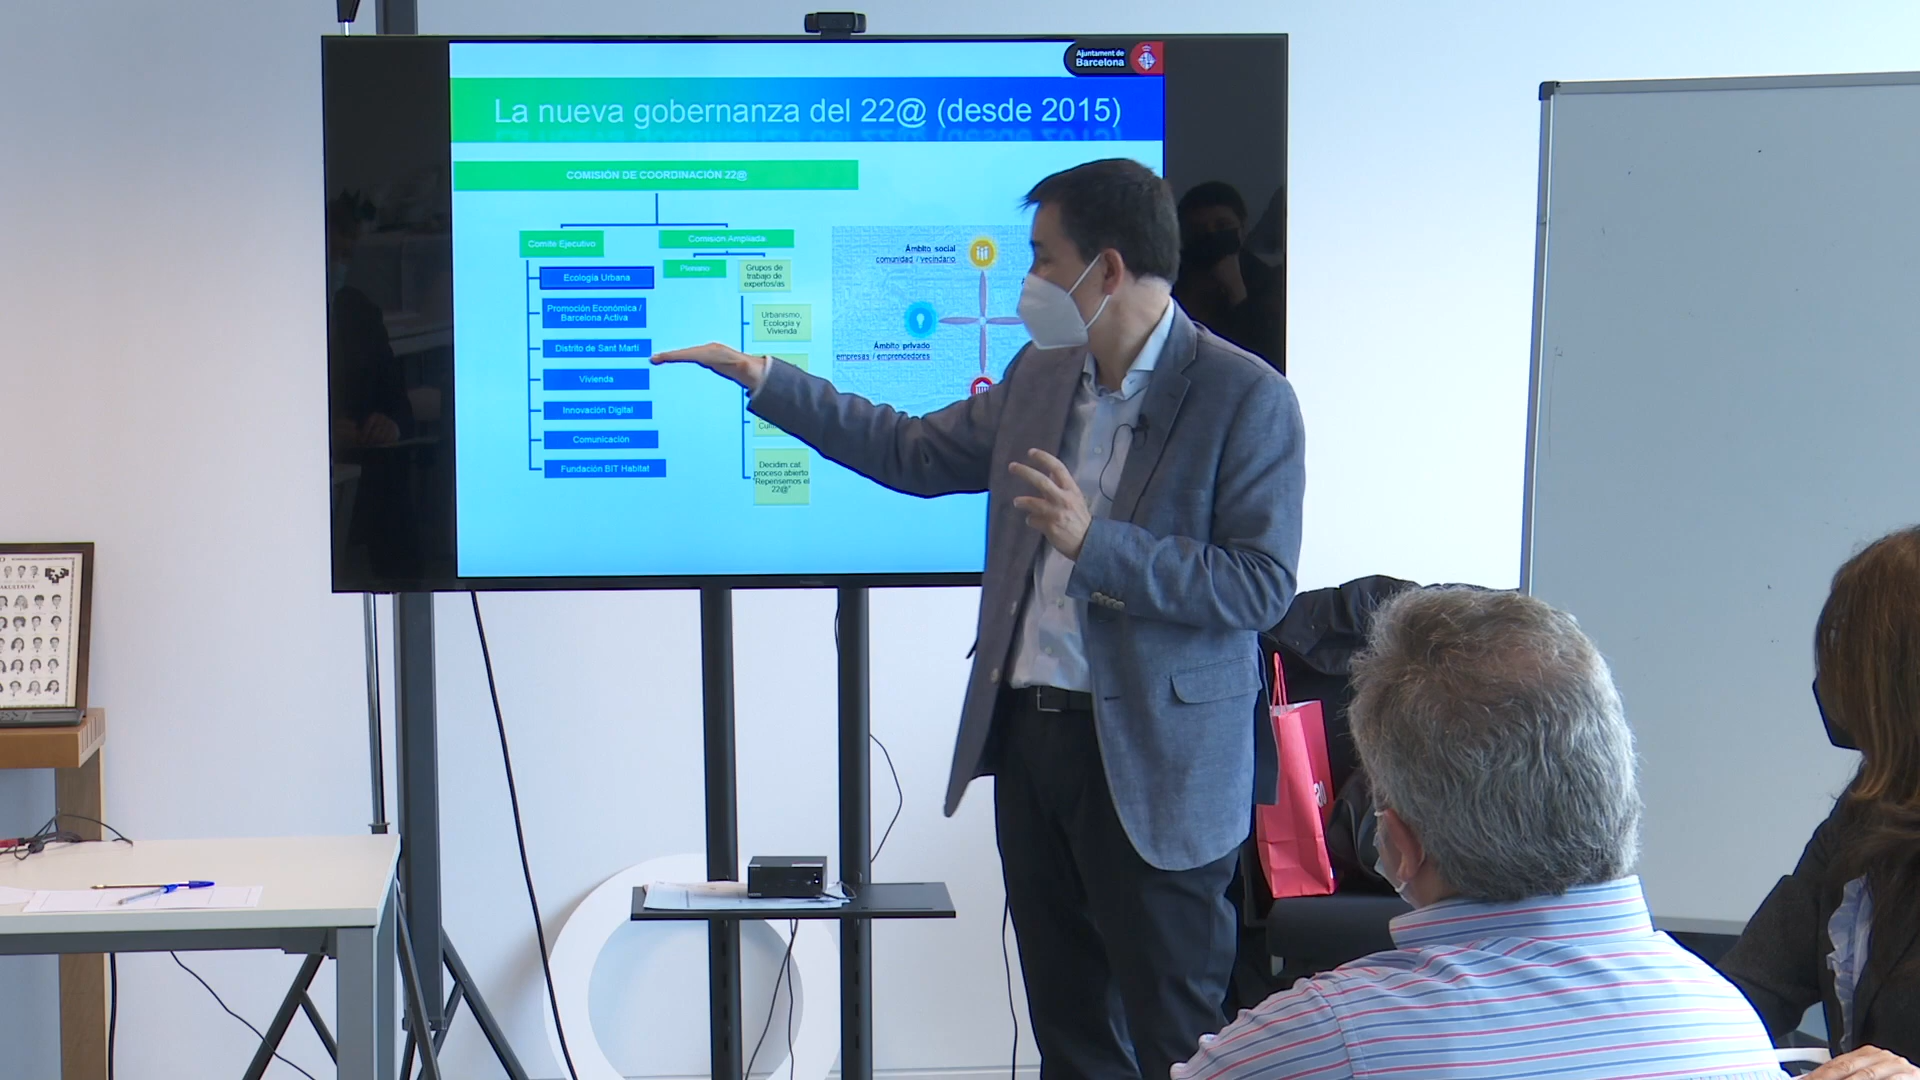 Ajuntament de
Barcelona
La nueva gobernanza del 22@ (desde 2015)
COMISIÓN DE COORDINACIÓN 22@
Comité Ejecutivo
Comisión Ampliada
Ecología Urbana
Plenario
Grupos de
trabajo de
expertos/as
Promoción Económica /
Barcelona Activa
Urbanismo,
Ecología y
Vivienda
Distrito de Sant Martí
Vivienda
Innovación Digital
Comunicación
Fundación BIT Habitat
Decidim.cat
proceso abierto
"Repensemos el
22@"
Ámbito social
comunidad / vecindario
Ámbito privado
empresas / emprendedores